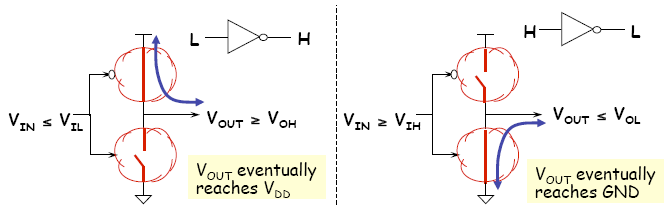 L H
V_IN ≤ V_IL
V_OUT ≥ V_OH
V_OUT eventually
reaches V_DD
H L
V_IN ≥ V_IH
V_OUT ≤ V_OL
V_OUT eventually
reaches GND